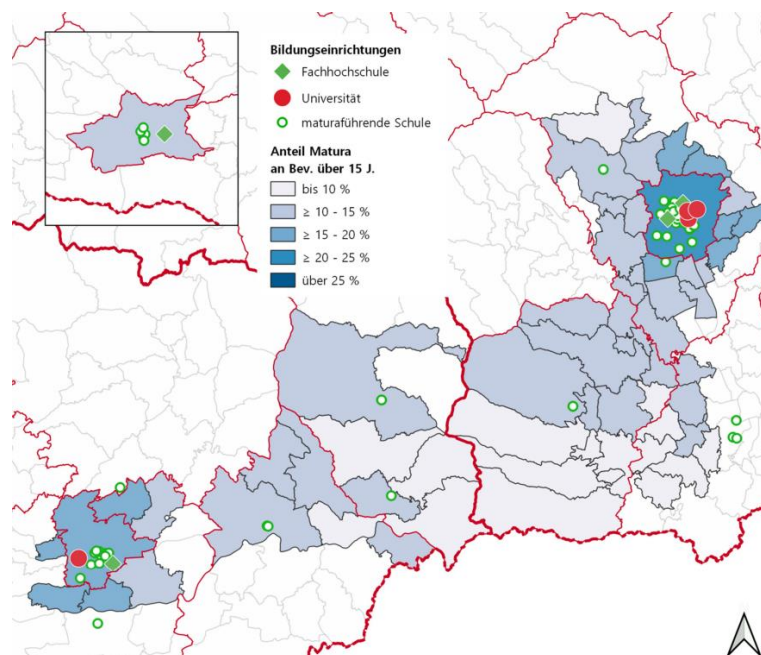 Bildungseinrichtungen
Fachhochschule
Universität
maturaführende Schule
Anteil Matura
an Bev. über 15 J.
bis 10 %
≥ 10 - 15 %
≥ 15 - 20 %
≥ 20 - 25 %
über 25 %